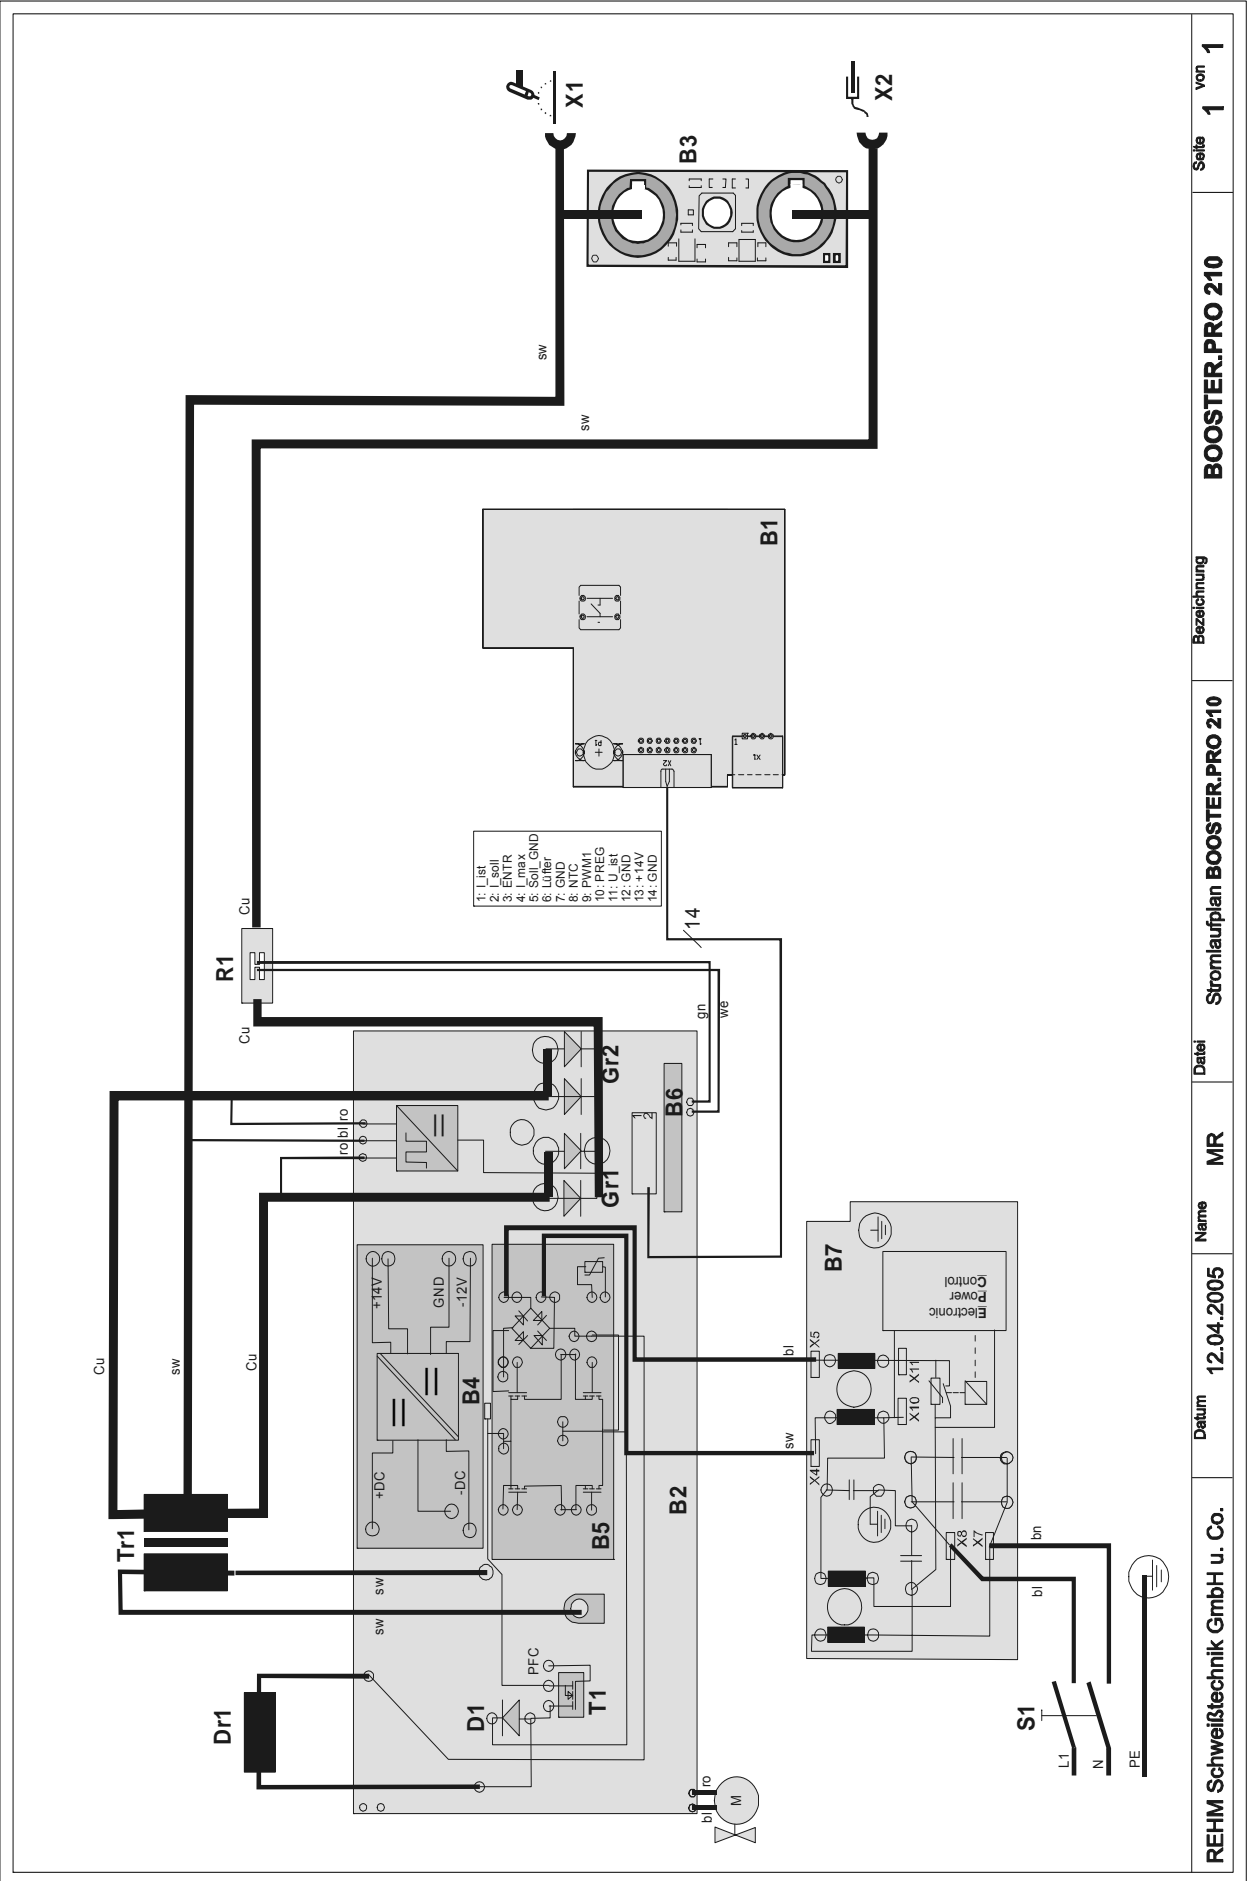 X1
X2
B3
sw
sw
B1
P1
X2
1
1
X1
1: I_ist
2: I_soll
3: ENTR
4: I_max
5: Soll_GND
6: Lüfter
7: GND
8: NTC
9: PWM1
10: PREG
11: U_ist
12: GND
13: +14V
14: GND
14
Cu
R1
Cu
gn
we
Gr2
Gr1
B6
1
2
ro bl ro
Cu
sw
Cu
Tr1
+14V
GND
-12V
+DC
-DC
B4
B5
B2
sw
sw
Dr1
D1
PFC
T1
bl
ro
M
bl
sw
X5
X4
B7
Electronic
Power
Control
X11
X10
X8
X7
bl
bn
S1
L1
N
PE
REHM Schweißtechnik GmbH u. Co.
Datum 12.04.2005
Name MR
Datei Stromlaufplan BOOSTER.PRO 210
Bezeichnung BOOSTER.PRO 210
Seite 1 von 1